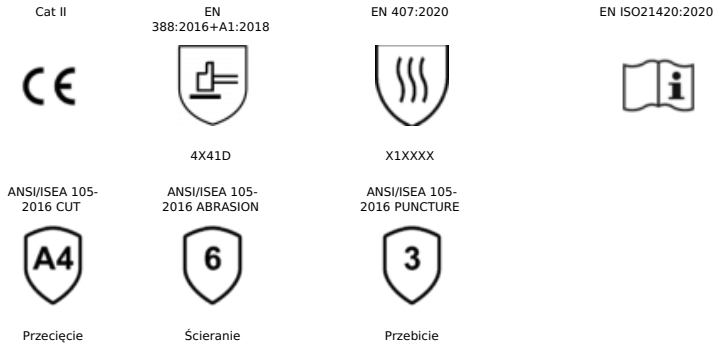 Cat II
EN
388:2016+A1:2018
EN 407:2020
EN ISO21420:2020
CE
i
4X41D
X1XXXX
ANSI/ISEA 105-
2016 CUT
ANSI/ISEA 105-
2016 ABRASION
ANSI/ISEA 105-
2016 PUNCTURE
A4
6
3
Przecięcie
Ścieranie
Przebicie